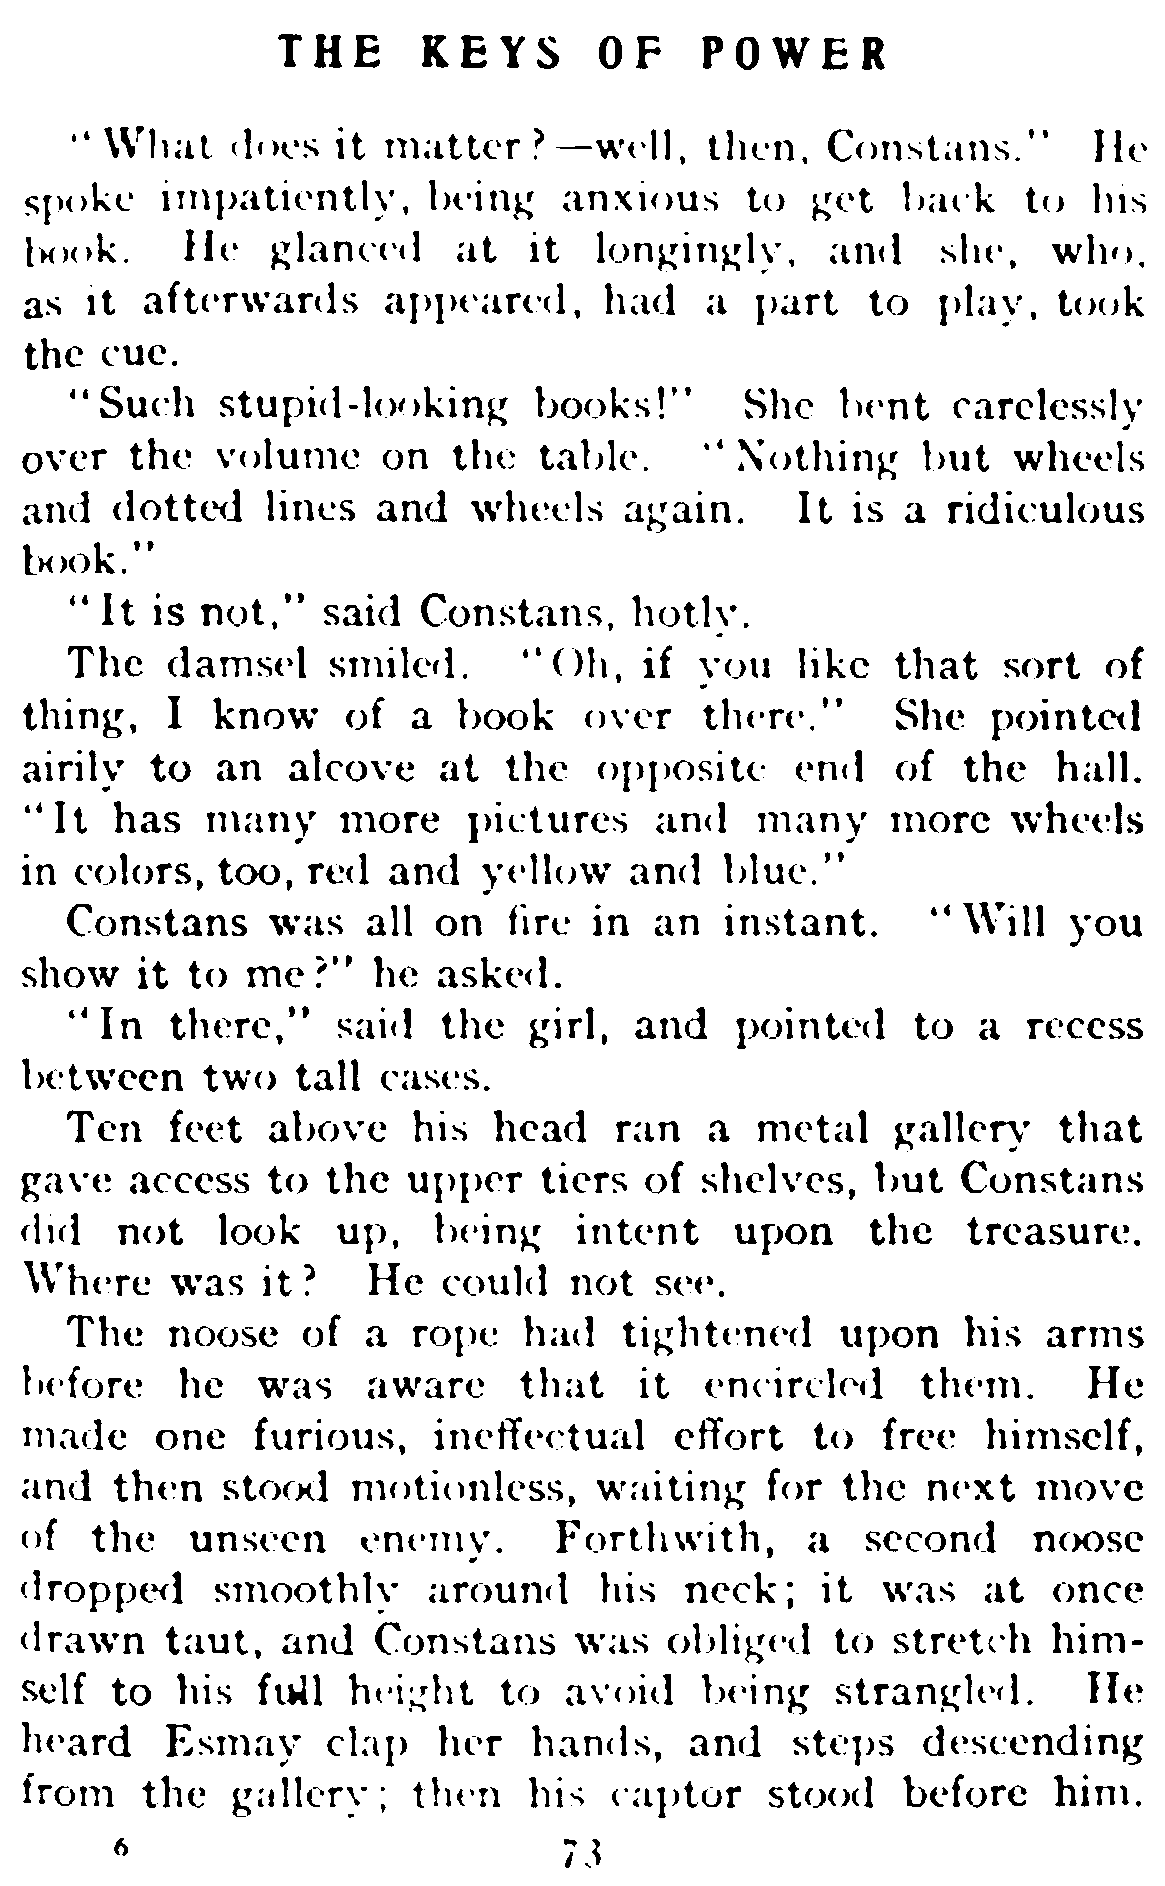 THE KEYS OF POWER
"What does it matter?—well, then, Constans." He
spoke impatiently, being anxious to get back to his
book. He glanced at it longingly, and she, who,
as it afterwards appeared, had a part to play, took
the cue.
"Such stupid-looking books!" She bent carelessly
over the volume on the table. "Nothing but wheels
and dotted lines and wheels again. It is a ridiculous
book."
"It is not," said Constans, hotly.
The damsel smiled. "Oh, if you like that sort of
thing, I know of a book over there." She pointed
airily to an alcove at the opposite end of the hall.
"It has many more pictures and many more wheels
in colors, too, red and yellow and blue."
Constans was all on fire in an instant. "Will you
show it to me?" he asked.
"In there," said the girl, and pointed to a recess
between two tall cases.
Ten feet above his head ran a metal gallery that
gave access to the upper tiers of shelves, but Constans
did not look up, being intent upon the treasure.
Where was it? He could not see.
The noose of a rope had tightened upon his arms
before he was aware that it encircled them. He
made one furious, ineffectual effort to free himself,
and then stood motionless, waiting for the next move
of the unseen enemy. Forthwith, a second noose
dropped smoothly around his neck; it was at once
drawn taut, and Constans was obliged to stretch him-
self to his full height to avoid being strangled. He
heard Esmay clap her hands, and steps descending
from the gallery; then his captor stood before him.
6 73